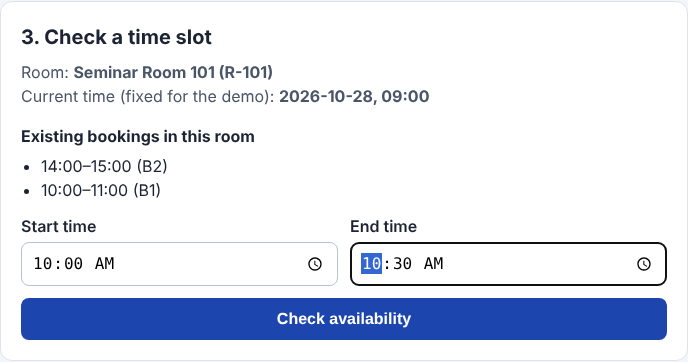 3. Check a time slot
Room: Seminar Room 101 (R-101)
Current time (fixed for the demo): 2026-10-28, 09:00
Existing bookings in this room
• 14:00–15:00 (B2)
• 10:00–11:00 (B1)
Start time End time
10:00 AM 10:30 AM
Check availability